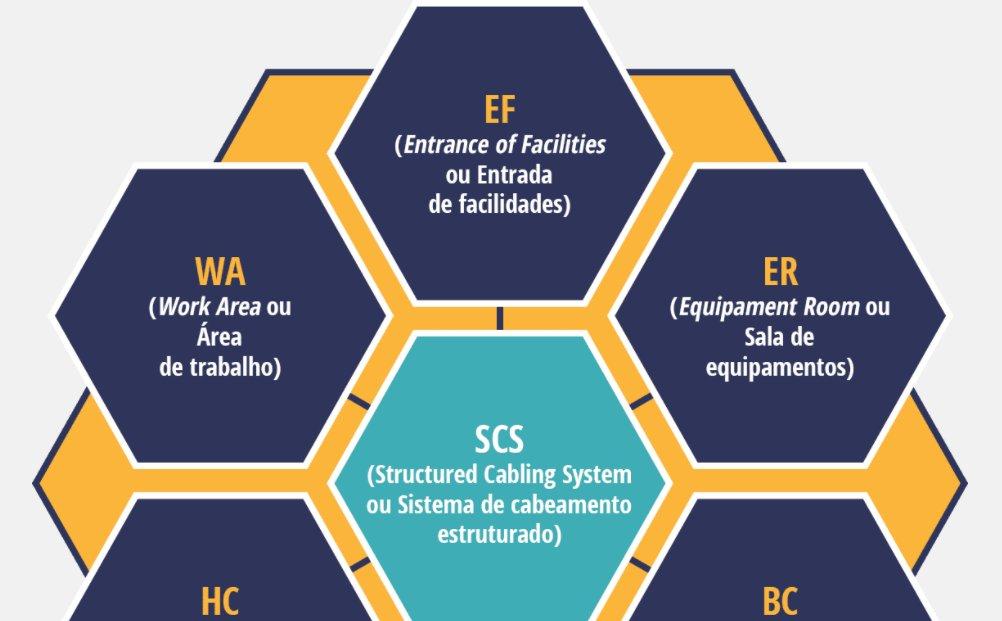 EF
(Entrance of Facilities
ou Entrada
de facilidades)
WA
(Work Area ou
Área
de trabalho)
ER
(Equipament Room ou
Sala de
equipamentos)
SCS
(Structured Cabling System
ou Sistema de cabeamento
estruturado)
HC
BC